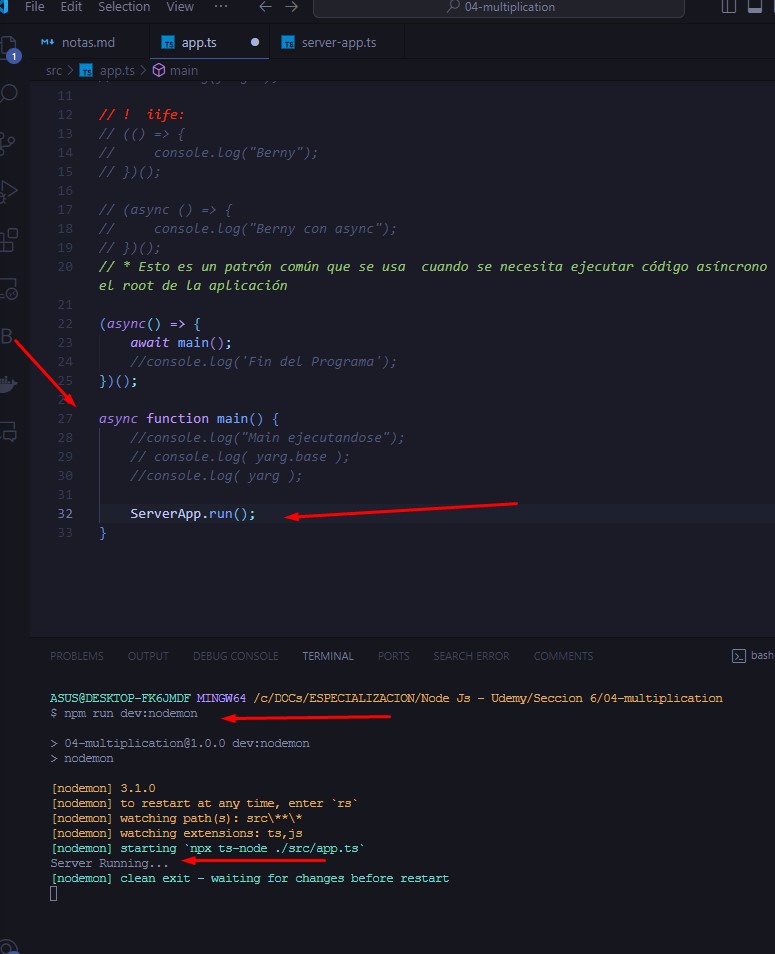 File Edit Selection View ··· ← → 04-multiplication
notas.md app.ts server-app.ts
1
src > app.ts > main
11
12 // ! iife:
13 // (() => {
14 // console.log("Berny");
15 // })();
16
17 // (async () => {
18 // console.log("Berny con async");
19 // })();
20 // * Esto es un patrón común que se usa cuando se necesita ejecutar código asíncrono
el root de la aplicación
21
22 (async() => {
23 await main();
24 //console.log('Fin del Programa');
25 })();
27 async function main() {
28 //console.log("Main ejecutandose");
29 // console.log( yarg.base );
30 //console.log( yarg );
31
32 ServerApp.run();
33 }
PROBLEMS OUTPUT DEBUG CONSOLE TERMINAL PORTS SEARCH ERROR COMMENTS bash
ASUS@DESKTOP-FK6JMDF MINGW64 /c/DOCs/ESPECIALIZACION/Node Js - Udemy/Seccion 6/04-multiplication
$ npm run dev:nodemon
> 04-multiplication@1.0.0 dev:nodemon
> nodemon
[nodemon] 3.1.0
[nodemon] to restart at any time, enter `rs`
[nodemon] watching path(s): src\**\*
[nodemon] watching extensions: ts,js
[nodemon] starting `npx ts-node ./src/app.ts`
Server Running...
[nodemon] clean exit - waiting for changes before restart